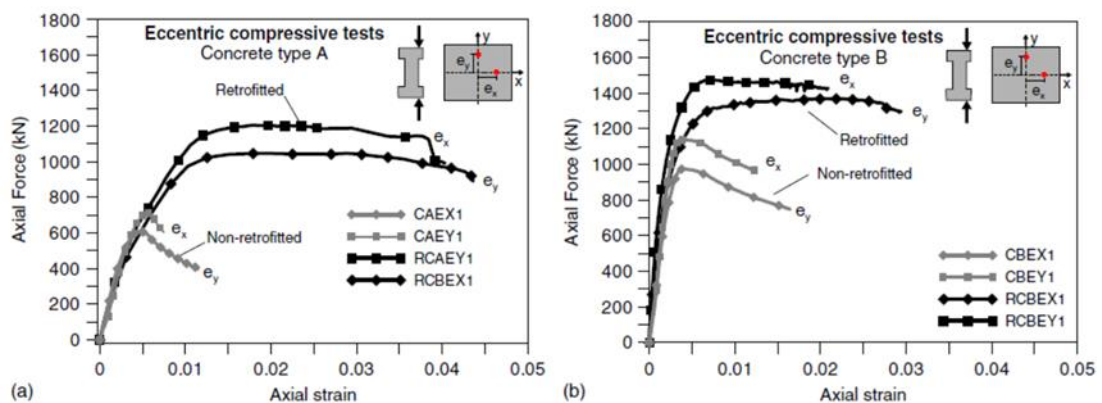 1800
1600
1400
1200
1000
800
600
400
200
0
Axial Force (kN)
Eccentric compressive tests
Concrete type A
y
e_y
x
e_x
Retrofitted
e_x
e_y
e_x
Non-retrofitted
e_y
CAEX1
CAEY1
RCAEY1
RCBEX1
0 0.01 0.02 0.03 0.04 0.05
(a)
Axial strain
1800
1600
1400
1200
1000
800
600
400
200
0
Axial Force (kN)
Eccentric compressive tests
Concrete type B
y
e_y
x
e_x
e_x
e_y
Retrofitted
e_x
Non-retrofitted
e_y
CBEX1
CBEY1
RCBEX1
RCBEY1
0 0.01 0.02 0.03 0.04 0.05
(b)
Axial strain